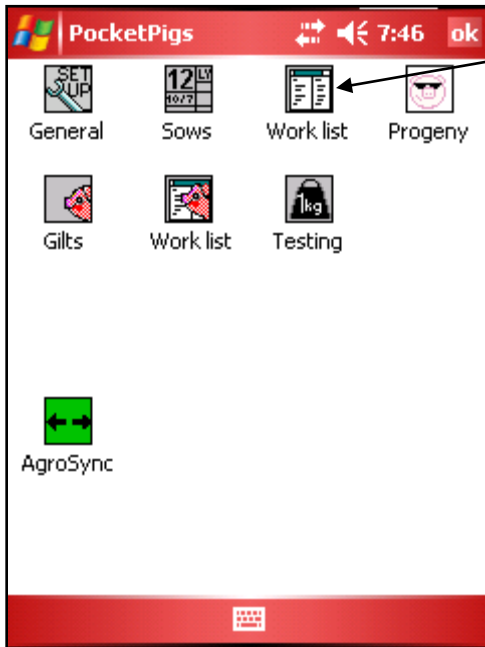 PocketPigs 7:46 ok
SET UP 12 LY 10/7
General Sows Work list Progeny
1kg
Gilts Work list Testing
AgroSync